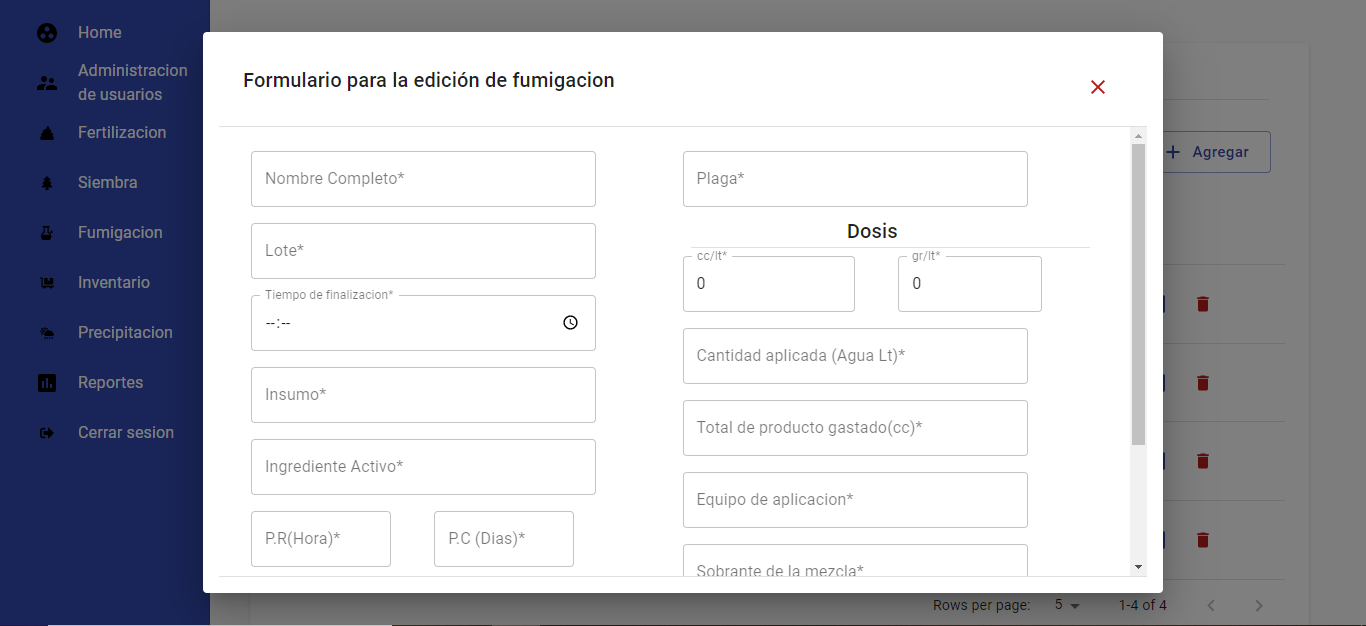 Home
Administracion
de usuarios
Fertilizacion
Siembra
Fumigacion
Inventario
Precipitacion
Reportes
Cerrar sesion
Formulario para la edición de fumigacion
Agregar
Nombre Completo*
Lote*
Tiempo de finalizacion*
--:--
Insumo*
Ingrediente Activo*
P.R(Hora)*
P.C (Dias)*
Plaga*
Dosis
cc/lt*
0
gr/lt*
0
Cantidad aplicada (Agua Lt)*
Total de producto gastado(cc)*
Equipo de aplicacion*
Sobrante de la mezcla*
Rows per page: 5 1-4 of 4